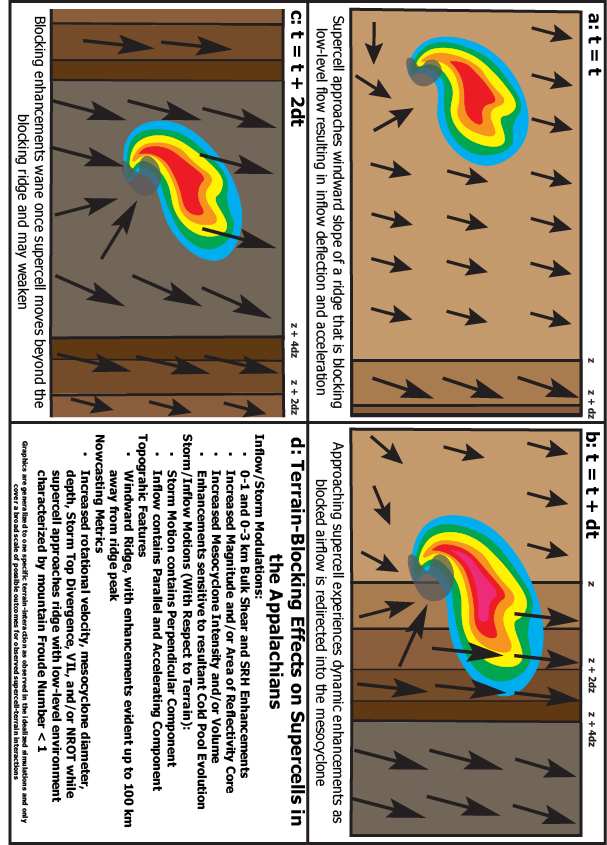 a: t = t
z
z + dz
Supercell approaches windward slope of a ridge that is blocking
low-level flow resulting in inflow deflection and acceleration
b: t = t + dt
z
z + 2dz
z + 4dz
Approaching supercell experiences dynamic enhancements as
blocked airflow is redirected into the mesocyclone
c: t = t + 2dt
z + 4dz
z + 2dz
Blocking enhancements wane once supercell moves beyond the
blocking ridge and may weaken
d: Terrain-Blocking Effects on Supercells in
the Appalachians
Inflow/Storm Modulations:
▪ 0-1 and 0-3 km Bulk Shear and SRH Enhancements
▪ Increased Magnitude and/or Area of Reflectivity Core
▪ Increased Mesocyclone Intensity and/or Volume
▪ Enhancements sensitive to resultant Cold Pool Evolution
Storm/Inflow Motions (With Respect to Terrain):
▪ Storm Motion contains Perpendicular Component
▪ Inflow contains Parallel and Accelerating Component
Topograhic Features
▪ Windward Ridge, with enhancements evident up to 100 km
away from ridge peak
Nowcasting Metrics
▪ Increased rotational velocity, mesocyclone diameter,
depth, Storm Top Divergence, VIL, and/or NROT while
supercell approaches ridge with low-level environment
characterized by mountain Froude Number < 1
Graphics are generalized to one specific terrain-interaction as observed in the idealized simulations and only
cover a broad scale of possible outcomes for observed supercell-terrain interactions